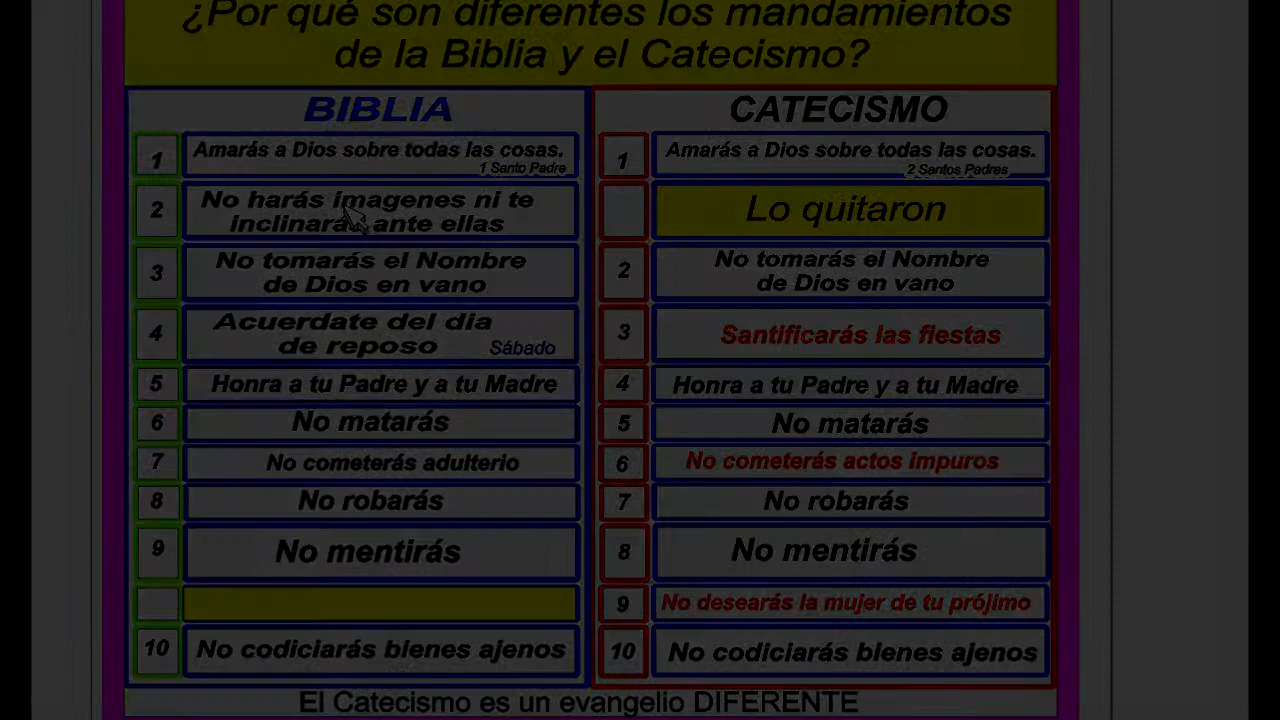 ¿Por qué son diferentes los mandamientos
de la Biblia y el Catecismo?
BIBLIA
1 Amarás a Dios sobre todas las cosas.
1 Santo Padre
2 No harás imagenes ni te
inclinarás ante ellas
3 No tomarás el Nombre
de Dios en vano
4 Acuerdate del dia
de reposo Sábado
5 Honra a tu Padre y a tu Madre
6 No matarás
7 No cometerás adulterio
8 No robarás
9 No mentirás
10 No codiciarás bienes ajenos
CATECISMO
1 Amarás a Dios sobre todas las cosas.
2 Santos Padres
Lo quitaron
2 No tomarás el Nombre
de Dios en vano
3 Santificarás las fiestas
4 Honra a tu Padre y a tu Madre
5 No matarás
6 No cometerás actos impuros
7 No robarás
8 No mentirás
9 No desearás la mujer de tu prójimo
10 No codiciarás bienes ajenos
El Catecismo es un evangelio DIFERENTE